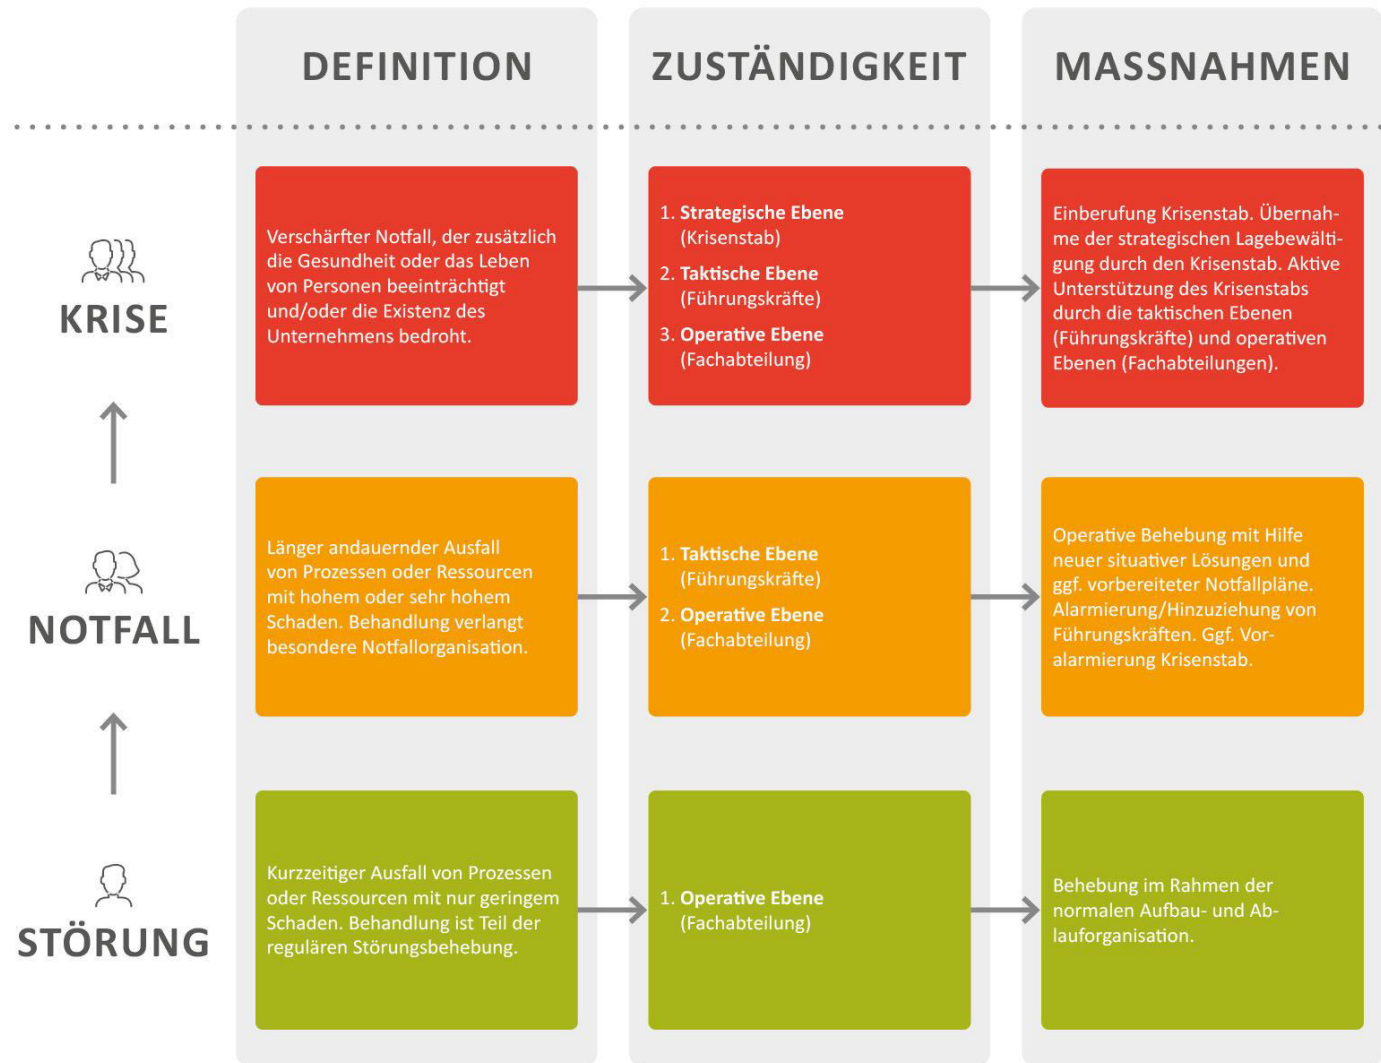 DEFINITION
ZUSTÄNDIGKEIT
MASSNAHMEN
KRISE
Verschärfter Notfall, der zusätzlich
die Gesundheit oder das Leben
von Personen beeinträchtigt
und/oder die Existenz des
Unternehmens bedroht.
1. Strategische Ebene
(Krisenstab)
2. Taktische Ebene
(Führungskräfte)
3. Operative Ebene
(Fachabteilung)
Einberufung Krisenstab. Übernah-
me der strategischen Lagebewälti-
gung durch den Krisenstab. Aktive
Unterstützung des Krisenstabs
durch die taktischen Ebenen
(Führungskräfte) und operativen
Ebenen (Fachabteilungen).
NOTFALL
Länger andauernder Ausfall
von Prozessen oder Ressourcen
mit hohem oder sehr hohem
Schaden. Behandlung verlangt
besondere Notfallorganisation.
1. Taktische Ebene
(Führungskräfte)
2. Operative Ebene
(Fachabteilung)
Operative Behebung mit Hilfe
neuer situativer Lösungen und
ggf. vorbereiteter Notfallpläne.
Alarmierung/Hinzuziehung von
Führungskräften. Ggf. Vor-
alarmierung Krisenstab.
STÖRUNG
Kurzzeitiger Ausfall von Prozessen
oder Ressourcen mit nur geringem
Schaden. Behandlung ist Teil der
regulären Störungsbehebung.
1. Operative Ebene
(Fachabteilung)
Behebung im Rahmen der
normalen Aufbau- und Ab-
lauforganisation.